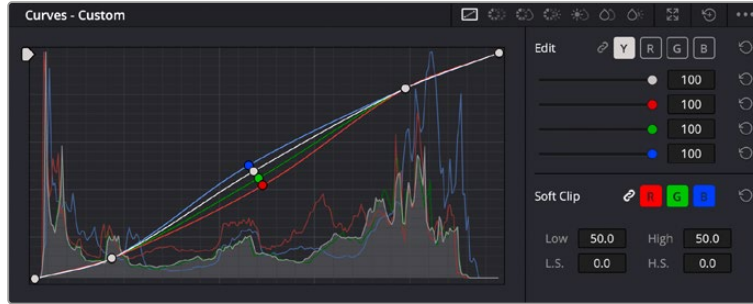 Curves - Custom
Edit Y R G B
100
100
100
100
Soft Clip R G B
Low 50.0 High 50.0
L.S. 0.0 H.S. 0.0